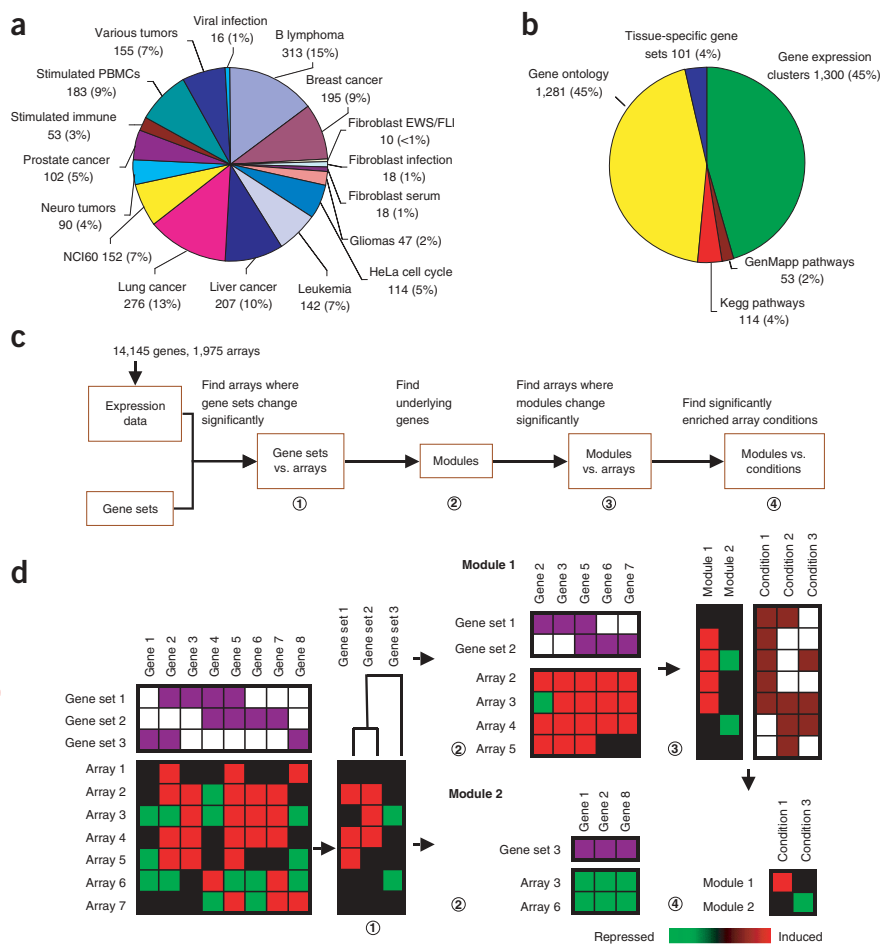 a
Viral infection
16 (1%)
Various tumors
155 (7%)
B lymphoma
313 (15%)
Stimulated PBMCs
183 (9%)
Breast cancer
195 (9%)
Stimulated immune
53 (3%)
Fibroblast EWS/FLI
10 (<1%)
Prostate cancer
102 (5%)
Fibroblast infection
18 (1%)
Neuro tumors
90 (4%)
Fibroblast serum
18 (1%)
NCI60 152 (7%)
Gliomas 47 (2%)
Lung cancer
276 (13%)
Liver cancer
207 (10%)
Leukemia
142 (7%)
HeLa cell cycle
114 (5%)
b
Tissue-specific gene
sets 101 (4%)
Gene ontology
1,281 (45%)
Gene expression
clusters 1,300 (45%)
GenMapp pathways
53 (2%)
Kegg pathways
114 (4%)
c
14,145 genes, 1,975 arrays
Expression
data
Gene sets
Find arrays where
gene sets change
significantly
Gene sets
vs. arrays
①
Find
underlying
genes
Modules
②
Find arrays where
modules change
significantly
Modules
vs. arrays
③
Find significantly
enriched array conditions
Modules vs.
conditions
④
d
Gene 1
Gene 2
Gene 3
Gene 4
Gene 5
Gene 6
Gene 7
Gene 8
Gene set 1
Gene set 2
Gene set 3
Array 1
Array 2
Array 3
Array 4
Array 5
Array 6
Array 7
Gene set 1
Gene set 2
Gene set 3
①
Module 1
Gene 2
Gene 3
Gene 5
Gene 6
Gene 7
Gene set 1
Gene set 2
Array 2
Array 3
Array 4
Array 5
②
Module 2
Gene 1
Gene 2
Gene 8
Gene set 3
Array 3
Array 6
②
Module 1
Module 2
Condition 1
Condition 2
Condition 3
③
Condition 1
Condition 3
Module 1
Module 2
④
Repressed
Induced